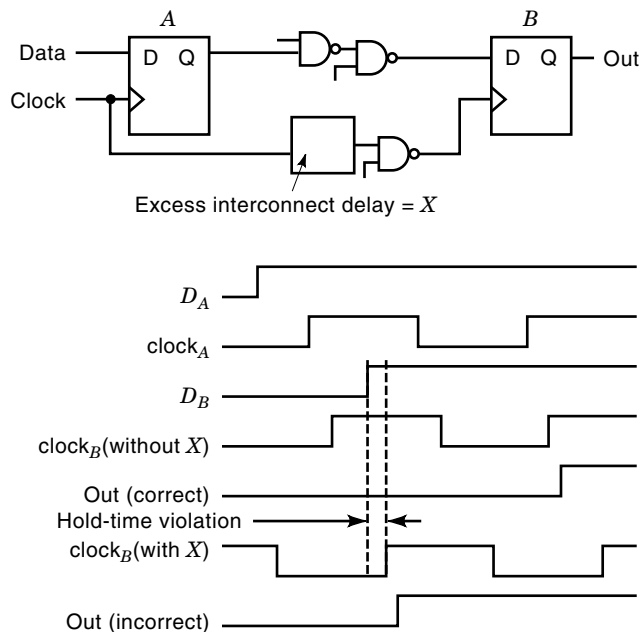 A
B
Data
D Q
D Q
Out
Clock
Excess interconnect delay = X
D_A
clock_A
D_B
clock_B(without X)
Out (correct)
Hold-time violation
clock_B(with X)
Out (incorrect)